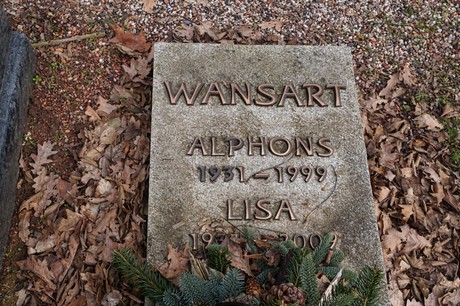 WANSART
ALPHONS
1931 – 1999
LISA